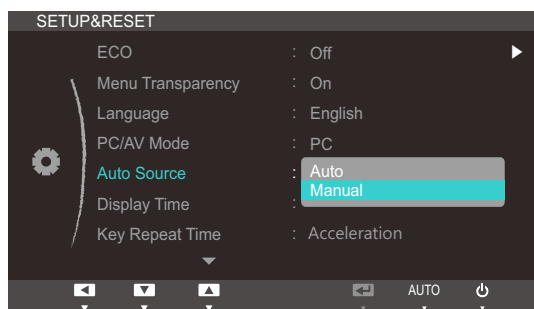 SETUP&RESET
ECO : Off
Menu Transparency : On
Language : English
PC/AV Mode : PC
Auto Source : Auto
Manual
Display Time :
Key Repeat Time : Acceleration
AUTO